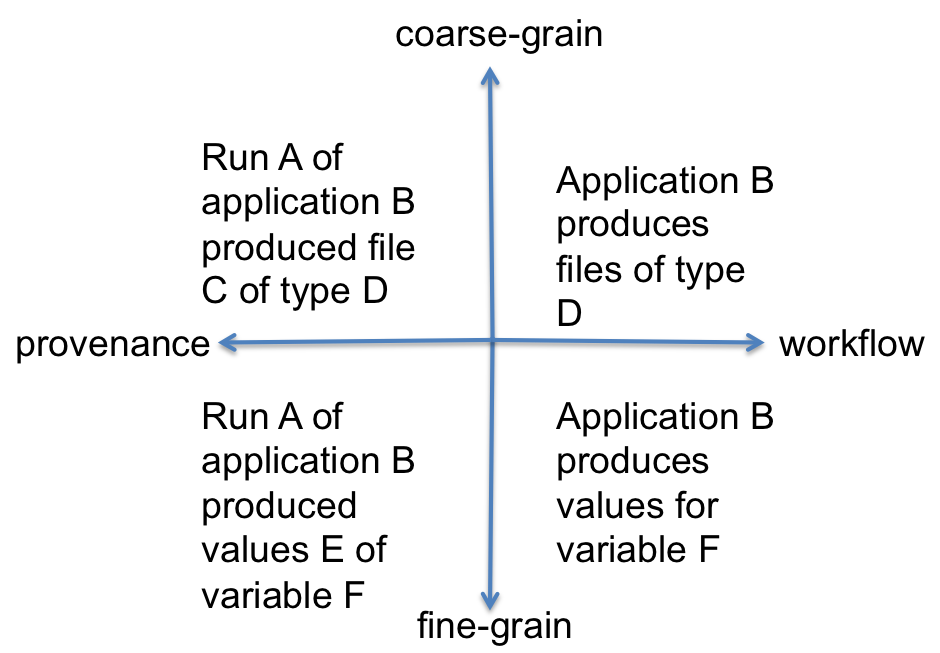 coarse-grain
Run A of
application B
produced file
C of type D
Application B
produces
files of type
D
provenance
workflow
Run A of
application B
produced
values E of
variable F
Application B
produces
values for
variable F
fine-grain